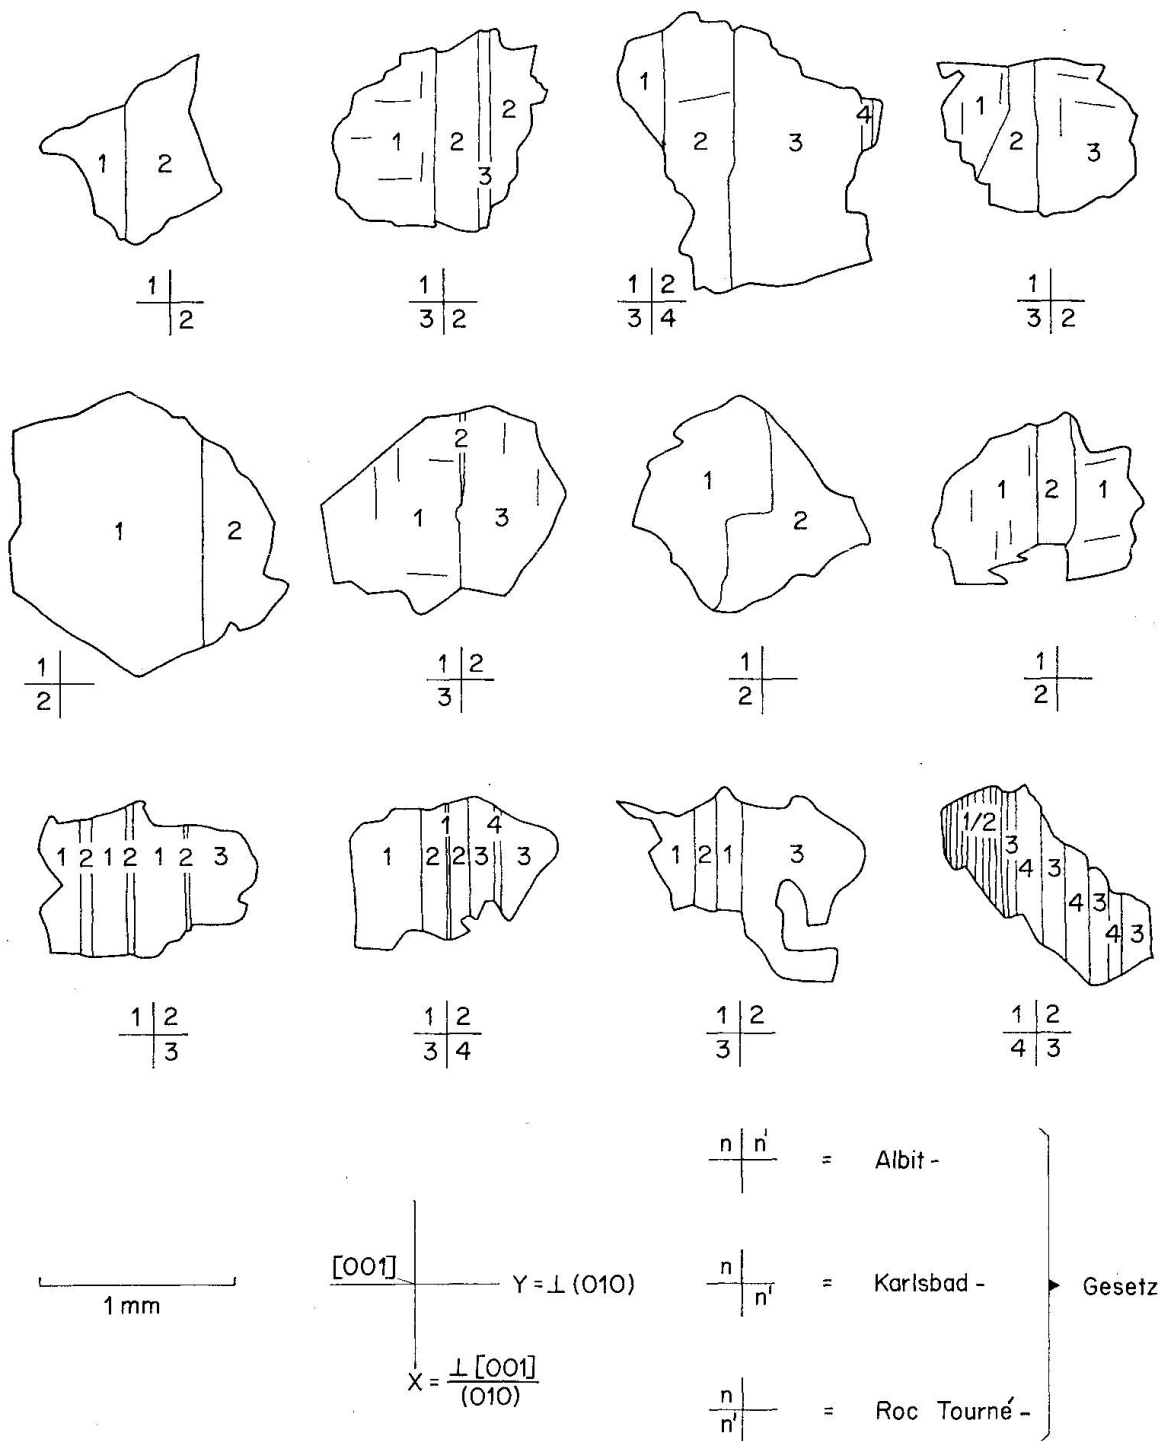 1 2
2
1 2 3
1
2
3
4
1 2 3
1
2
1
3 2
1 2
3 4
1
3 2
1 2
2
1 3
1
2
1 2 1
1
2
1 2
3
1
2
1
2
1 2 1 2 1 2 3
1 4
1 2 2 3 3
1 2 1 3
1/2
3
4 3
4 3
4 3
1 2
3
1 2
3 4
1 2
3
1 2
4 3
n n' = Albit -
[001]
Y = ⊥ (010)
1 mm
n
n' = Karlsbad -
Gesetz
X = ⊥ [001]
(010)
n
n' = Roc Tourné -